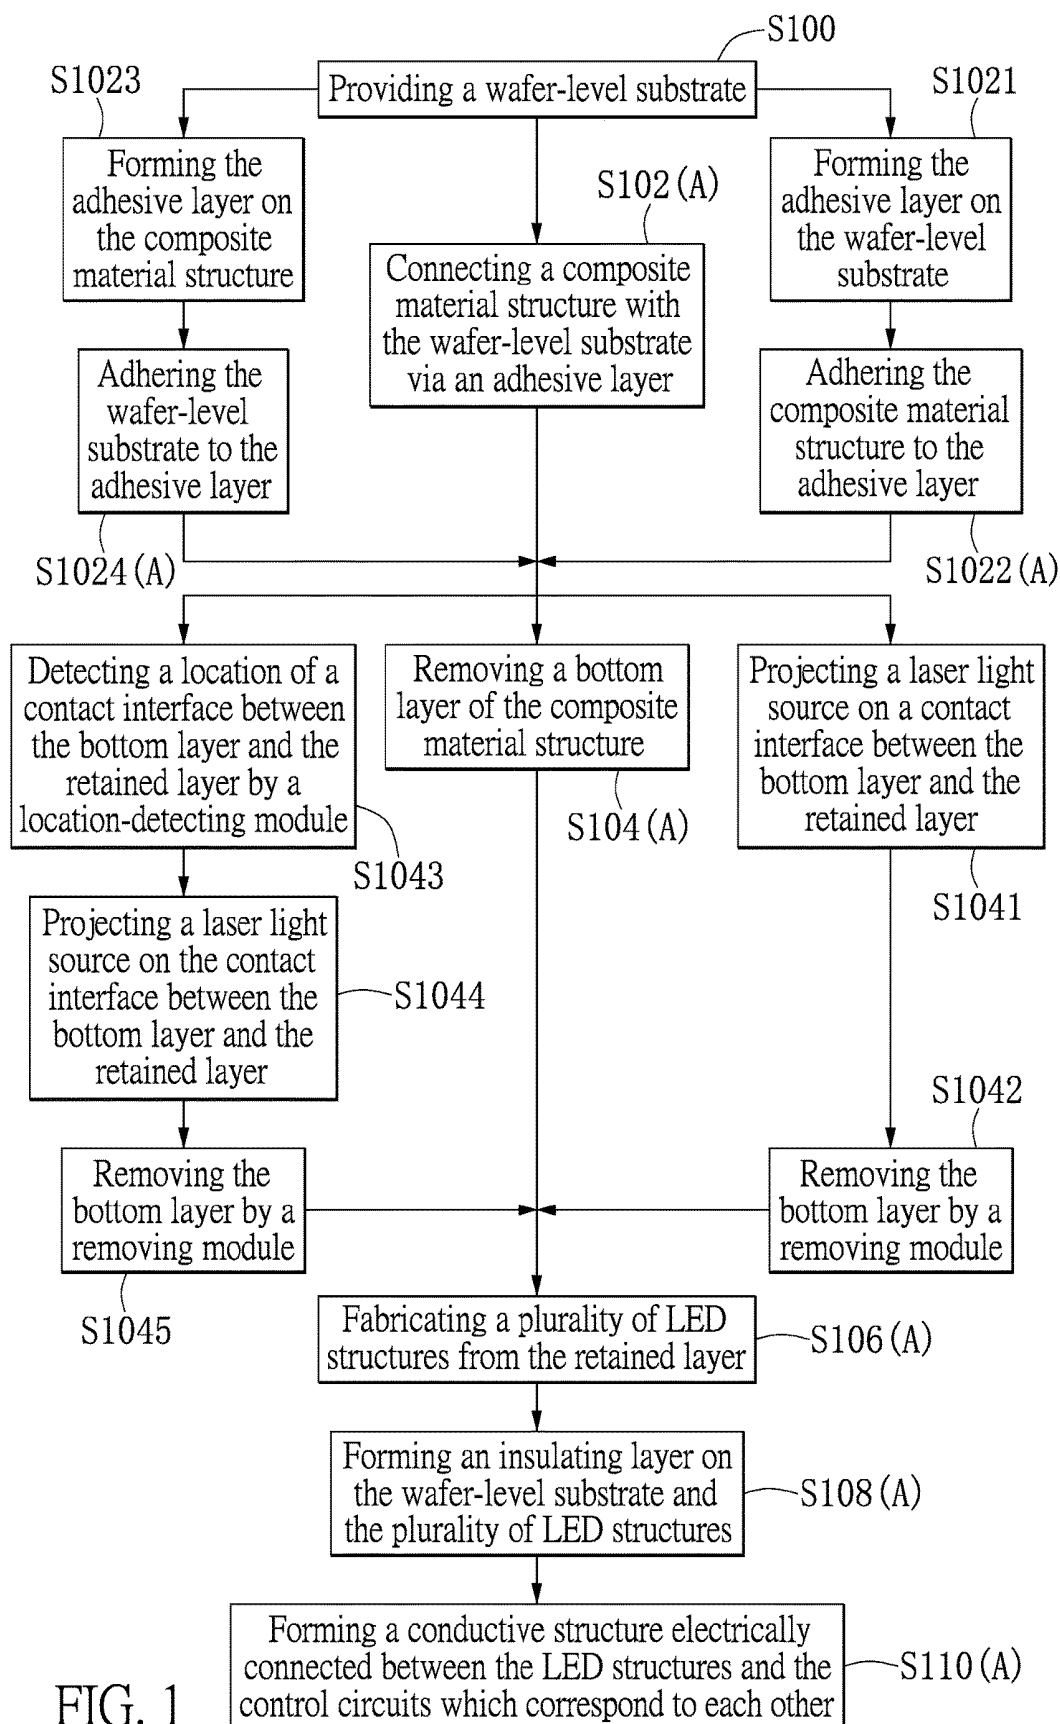 S100
Providing a wafer-level substrate
S1023
Forming the
adhesive layer on
the composite
material structure
S102(A)
Connecting a composite
material structure with
the wafer-level substrate
via an adhesive layer
S1021
Forming the
adhesive layer on
the wafer-level
substrate
Adhering the
wafer-level
substrate to the
adhesive layer
S1024(A)
Adhering the
composite material
structure to the
adhesive layer
S1022(A)
Detecting a location of a
contact interface between
the bottom layer and the
retained layer by a
location-detecting module
S1043
Removing a bottom
layer of the composite
material structure
S104(A)
Projecting a laser light
source on a contact
interface between the
bottom layer and the
retained layer
S1041
Projecting a laser light
source on the contact
interface between the
bottom layer and the
retained layer
S1044
S1042
Removing the
bottom layer by a
removing module
S1045
Removing the
bottom layer by a
removing module
Fabricating a plurality of LED
structures from the retained layer
S106(A)
Forming an insulating layer on
the wafer-level substrate and
the plurality of LED structures
S108(A)
Forming a conductive structure electrically
connected between the LED structures and the
control circuits which correspond to each other
S110(A)
FIG. 1